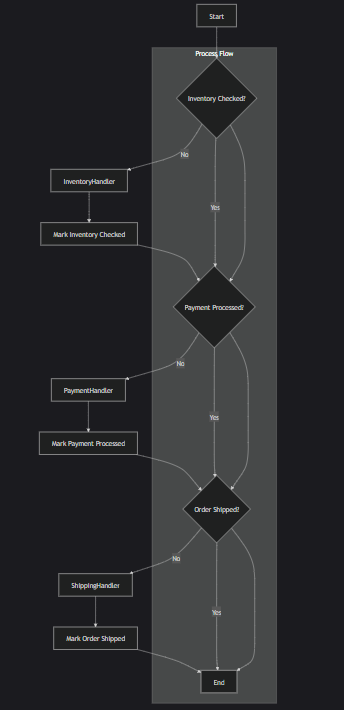 Start
Process Flow
Inventory Checked?
No
InventoryHandler
Yes
Mark Inventory Checked
Payment Processed?
No
PaymentHandler
Yes
Mark Payment Processed
Order Shipped?
No
ShippingHandler
Yes
Mark Order Shipped
End